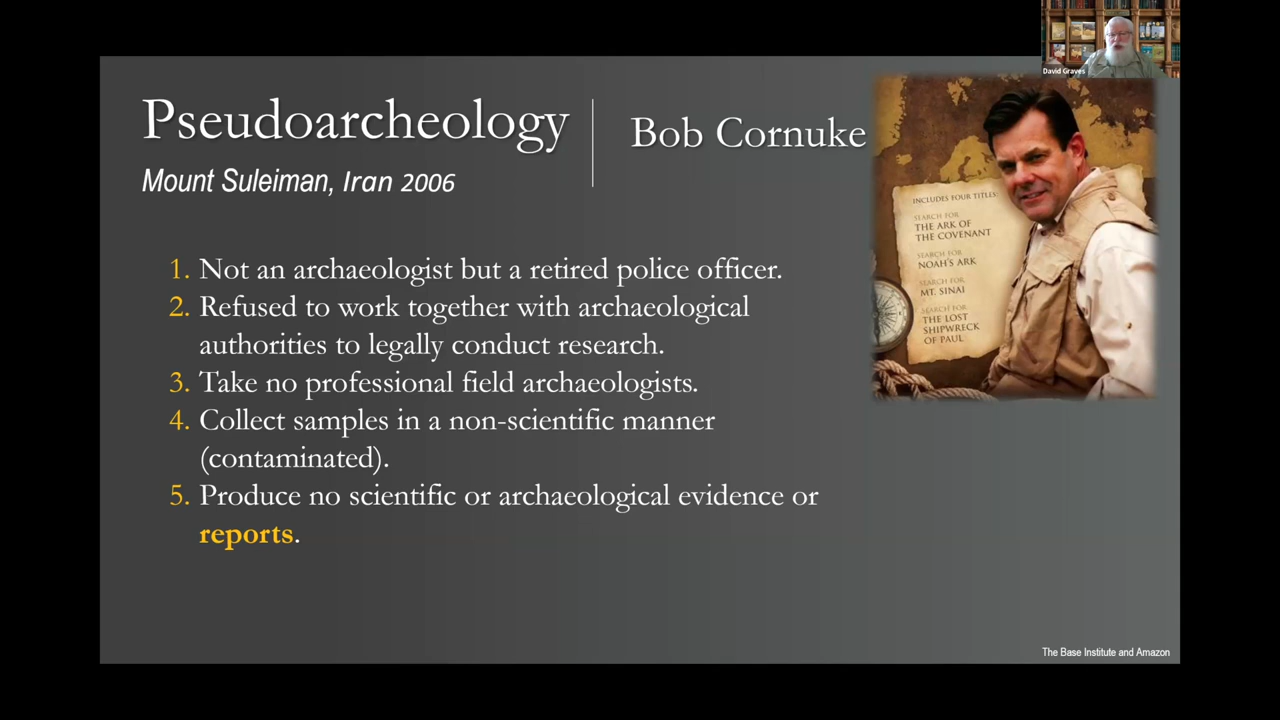 David Graves
Pseudoarcheology
Bob Cornuke
Mount Suleiman, Iran 2006
INCLUDES FOUR TITLES
SEARCH FOR
THE ARK OF
THE COVENANT
SEARCH FOR
NOAH'S ARK
SEARCH FOR
MT. SINAI
SEARCH FOR
THE LOST
SHIPWRECK
OF PAUL
1. Not an archaeologist but a retired police officer.
2. Refused to work together with archaeological
authorities to legally conduct research.
3. Take no professional field archaeologists.
4. Collect samples in a non-scientific manner
(contaminated).
5. Produce no scientific or archaeological evidence or
reports.
The Base Institute and Amazon